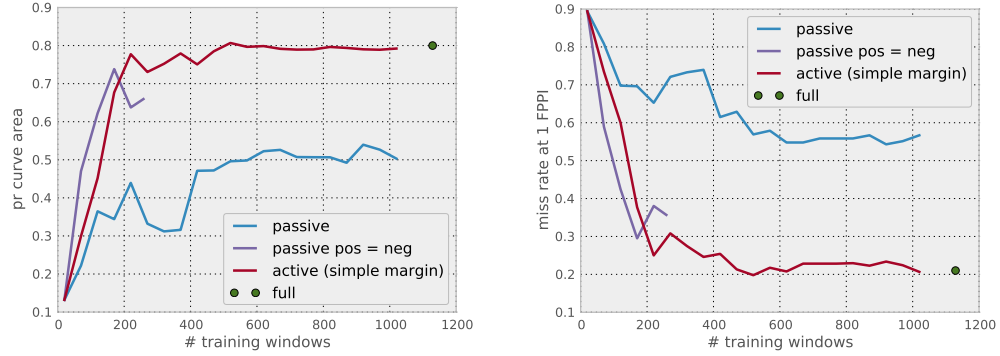 0.9
0.8
0.7
0.6
0.5
0.4
0.3
0.2
0.1
pr curve area
passive
passive pos = neg
active (simple margin)
full
0 200 400 600 800 1000 1200
# training windows
0.9
0.8
0.7
0.6
0.5
0.4
0.3
0.2
0.1
miss rate at 1 FPPI
passive
passive pos = neg
active (simple margin)
full
0 200 400 600 800 1000 1200
# training windows